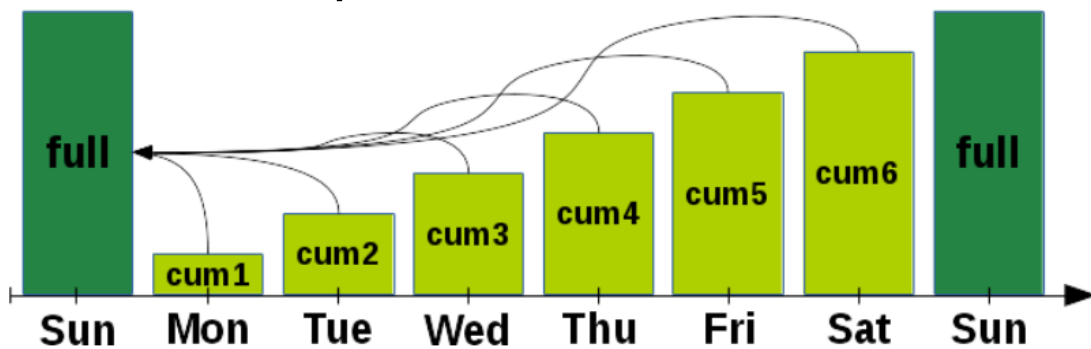 full
cum1
cum2
cum3
cum4
cum5
cum6
full
Sun Mon Tue Wed Thu Fri Sat Sun